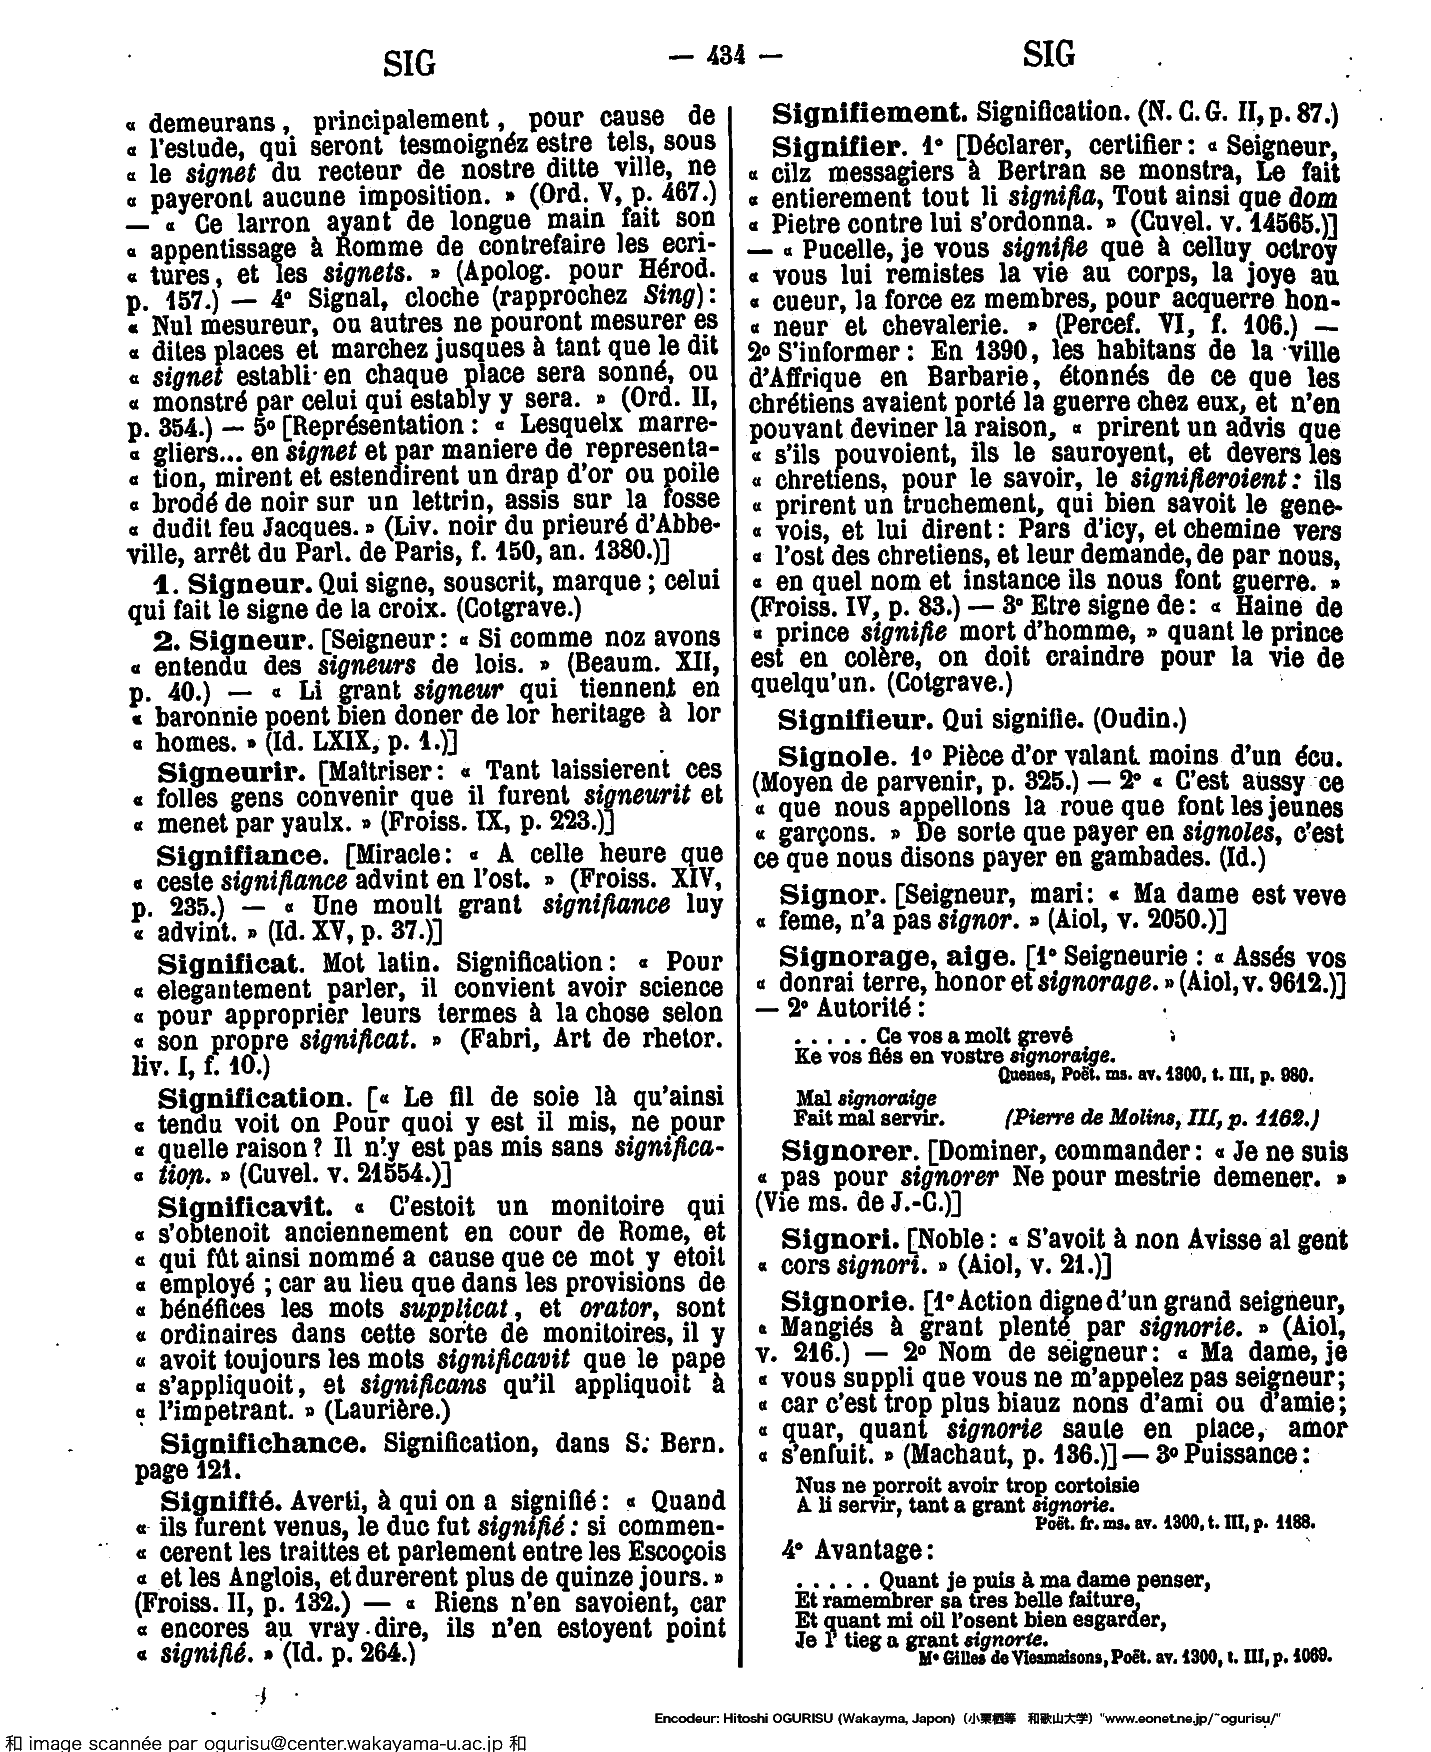 SIG
— 434 —
SIG
« demeurans, principalement, pour cause de
« l'estude, qui seront tesmoignéz estre tels, sous
« le signet du recteur de nostre ditte ville, ne
« payeront aucune imposition. » (Ord. V, p. 467.)
— « Ce larron ayant de longue main fait son
« appentissage à Romme de contrefaire les ecri-
« tures, et les signets. » (Apolog. pour Hérod.
p. 157.) — 4° Signal, cloche (rapprochez Sing) :
« Nul mesureur, ou autres ne pouront mesurer es
« dites places et marchez jusques à tant que le dit
« signet establi en chaque place sera sonné, ou
« monstré par celui qui estably y sera. » (Ord. II,
p. 354.) — 5° [Représentation : « Lesquelx marre-
« gliers... en signet et par maniere de representa-
« tion, mirent et estendirent un drap d'or ou poile
« brodé de noir sur un lettrin, assis sur la fosse
« dudit feu Jacques. » (Liv. noir du prieuré d'Abbe-
ville, arrêt du Parl. de Paris, f. 150, an. 1380.)]
1. Signeur. Qui signe, souscrit, marque ; celui
qui fait le signe de la croix. (Cotgrave.)
2. Signeur. [Seigneur : « Si comme noz avons
« entendu des signeurs de lois. » (Beaum. XII,
p. 40.) — « Li grant signeur qui tiennent en
« baronnie poent bien doner de lor heritage à lor
« homes. » (Id. LXIX, p. 1.)]
Signeurir. [Maîtriser : « Tant laissierent ces
« folles gens convenir que il furent signeurit et
« menet par yaulx. » (Froiss. IX, p. 223.)]
Signifiance. [Miracle : « A celle heure que
« ceste signifiance advint en l'ost. » (Froiss. XIV,
p. 235.) — « Une moult grant signifiance luy
« advint. » (Id. XV, p. 37.)]
Significat. Mot latin. Signification : « Pour
« elegantement parler, il convient avoir science
« pour approprier leurs termes à la chose selon
« son propre significat. » (Fabri, Art de rhetor.
liv. I, f. 10.)
Signification. [« Le fil de soie là qu'ainsi
« tendu voit on Pour quoi y est il mis, ne pour
« quelle raison ? Il n'y est pas mis sans significa-
« tion. » (Cuvel. v. 21554.)]
Significavit. « C'estoit un monitoire qui
« s'obtenoit anciennement en cour de Rome, et
« qui fût ainsi nommé a cause que ce mot y etoit
« employé ; car au lieu que dans les provisions de
« bénéfices les mots supplicat, et orator, sont
« ordinaires dans cette sorte de monitoires, il y
« avoit toujours les mots significavit que le pape
« s'appliquoit, et significans qu'il appliquoit à
« l'impetrant. » (Laurière.)
Significhance. Signification, dans S. Bern.
page 121.
Signifié. Averti, à qui on a signifié : « Quand
« ils furent venus, le duc fut signifié : si commen-
« cerent les traittes et parlement entre les Escoçois
« et les Anglois, et durerent plus de quinze jours. »
(Froiss. II, p. 132.) — « Riens n'en savoient, car
« encores au vray dire, ils n'en estoyent point
« signifié. » (Id. p. 264.)
Signifiement. Signification. (N. C. G. II, p. 87.)
Signifier. 1° [Déclarer, certifier : « Seigneur,
« cilz messagiers à Bertran se monstra, Le fait
« entierement tout li signifia, Tout ainsi que dom
« Pietre contre lui s'ordonna. » (Cuvel. v. 14565.)]
— « Pucelle, je vous signifie que à celluy octroy
« vous lui remistes la vie au corps, la joye au
« cueur, la force ez membres, pour acquerre hon-
« neur et chevalerie. » (Percef. VI, f. 106.) —
2° S'informer : En 1390, les habitans de la ville
d'Affrique en Barbarie, étonnés de ce que les
chrétiens avaient porté la guerre chez eux, et n'en
pouvant deviner la raison, « prirent un advis que
« s'ils pouvoient, ils le sauroyent, et devers les
« chretiens, pour le savoir, le signifieroient : ils
« prirent un truchement, qui bien savoit le gene-
« vois, et lui dirent : Pars d'icy, et chemine vers
« l'ost des chretiens, et leur demande, de par nous,
« en quel nom et instance ils nous font guerre. »
(Froiss. IV, p. 83.) — 3° Etre signe de : « Haine de
« prince signifie mort d'homme, » quant le prince
est en colère, on doit craindre pour la vie de
quelqu'un. (Cotgrave.)
Signifieur. Qui signifie. (Oudin.)
Signole. 1° Pièce d'or valant moins d'un écu.
(Moyen de parvenir, p. 325.) — 2° « C'est aussy ce
« que nous appellons la roue que font les jeunes
« garçons. » De sorte que payer en signoles, c'est
ce que nous disons payer en gambades. (Id.)
Signor. [Seigneur, mari : « Ma dame est veve
« feme, n'a pas signor. » (Aiol, v. 2050.)]
Signorage, aige. [1° Seigneurie : « Assés vos
« donrai terre, honor et signorage. » (Aiol, v. 9612.)]
— 2° Autorité :
. . . . . Ce vos a molt grevé
Ke vos fiés en vostre signoraige.
Quenes, Poët. ms. av. 1300, t. III, p. 980.
Mal signoraige
Fait mal servir. (Pierre de Molins, III, p. 1162.)
Signorer. [Dominer, commander : « Je ne suis
« pas pour signorer Ne pour mestrie demener. »
(Vie ms. de J.-C.)]
Signori. [Noble : « S'avoit à non Avisse al gent
« cors signori. » (Aiol, v. 21.)]
Signorie. [1° Action digne d'un grand seigneur,
« Mangiés à grant plenté par signorie. » (Aiol,
v. 216.) — 2° Nom de seigneur : « Ma dame, je
« vous suppli que vous ne m'appelez pas seigneur ;
« car c'est trop plus biauz nons d'ami ou d'amie ;
« quar, quant signorie saute en place, amor
« s'enfuit. » (Machaut, p. 136.)] — 3° Puissance :
Nus ne porroit avoir trop cortoisie
A li servir, tant a grant signorie.
Poët. fr. ms. av. 1300, t. III, p. 1188.
4° Avantage :
. . . . . Quant je puis à ma dame penser,
Et ramembrer sa tres belle faiture,
Et quant mi oil l'osent bien esgarder,
Je l' tieg a grant signorie.
Me Gilles de Viesmaisons, Poët. av. 1300, t. III, p. 1069.
Encodeur: Hitoshi OGURISU (Wakayma, Japon) (小栗栖等 和歌山大学) "www.eonet.ne.jp/~ogurisu/"
和 image scannée par ogurisu@center.wakayama-u.ac.jp 和